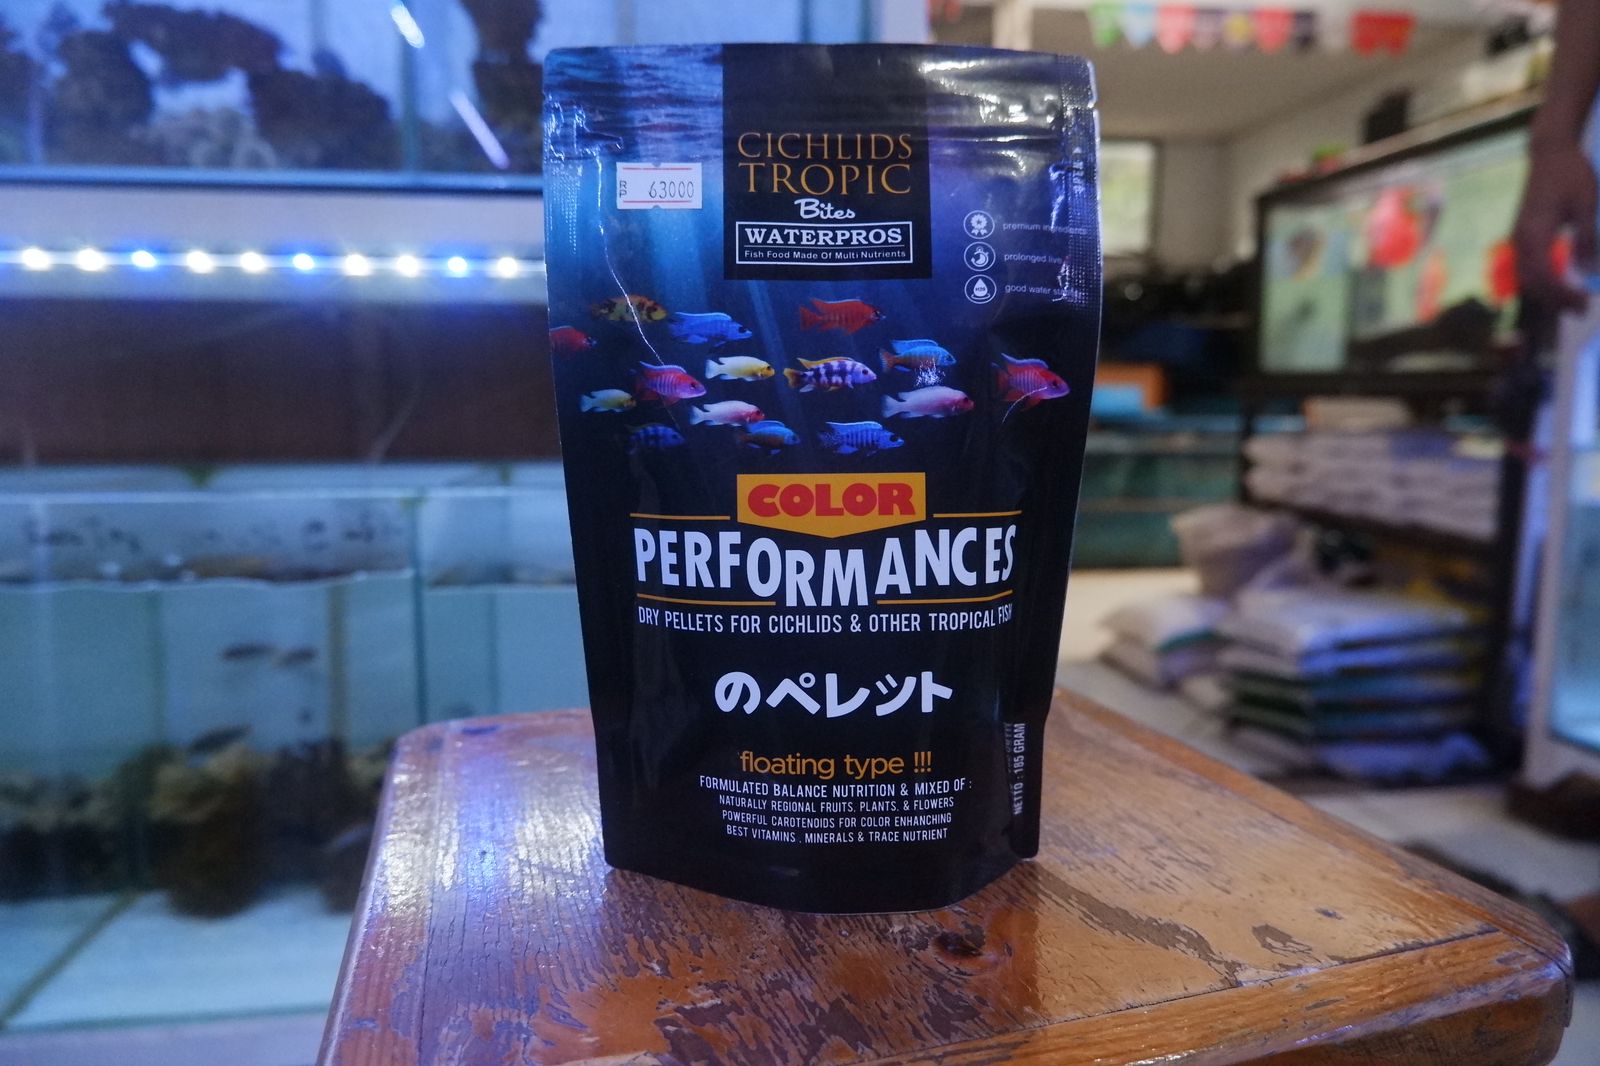 CICHLIDS
TROPIC
Bites
WATERPROS
Fish Food Made Of Multi Nutrients
RP 63000
premium ingredients
prolonged live
good water
COLOR
PERFORMANCES
DRY PELLETS FOR CICHLIDS & OTHER TROPICAL FISH
のペレット
floating type !!!
FORMULATED BALANCE NUTRITION & MIXED OF :
NATURALLY REGIONAL FRUITS, PLANTS, & FLOWERS
POWERFUL CAROTENOIDS FOR COLOR ENHANCHING
BEST VITAMINS , MINERALS & TRACE NUTRIENT
NETTO : 185 GRAM